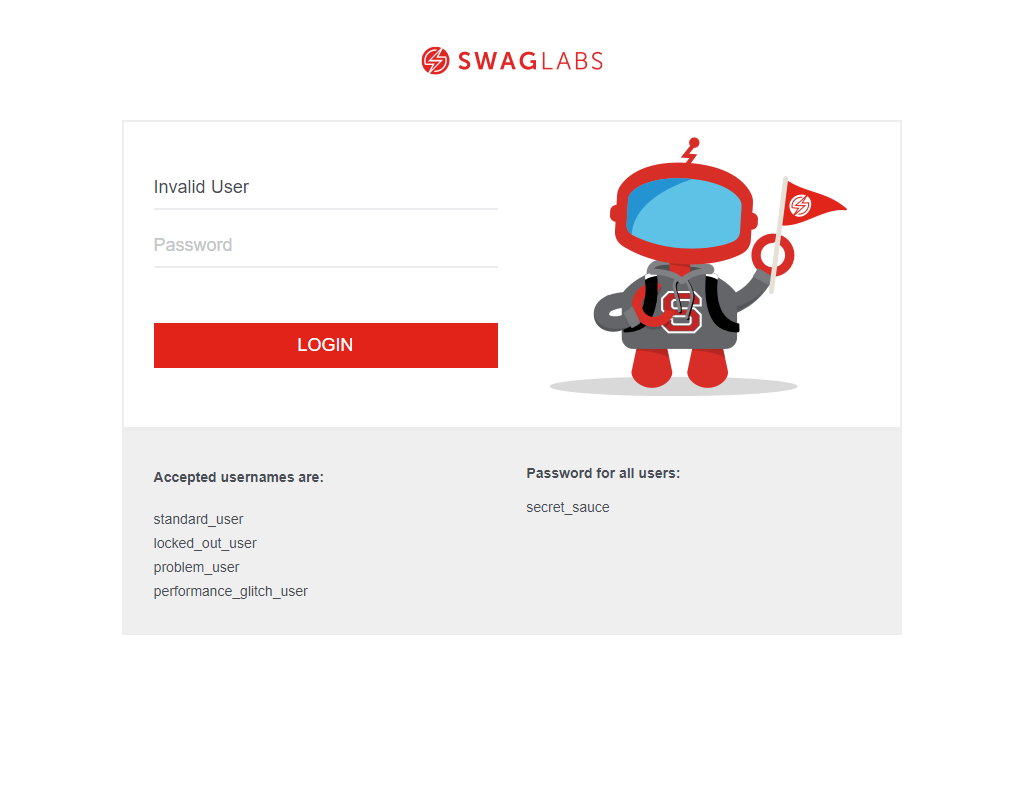 SWAGLABS
Invalid User
Password
LOGIN
S
Accepted usernames are:
standard_user
locked_out_user
problem_user
performance_glitch_user
Password for all users:
secret_sauce